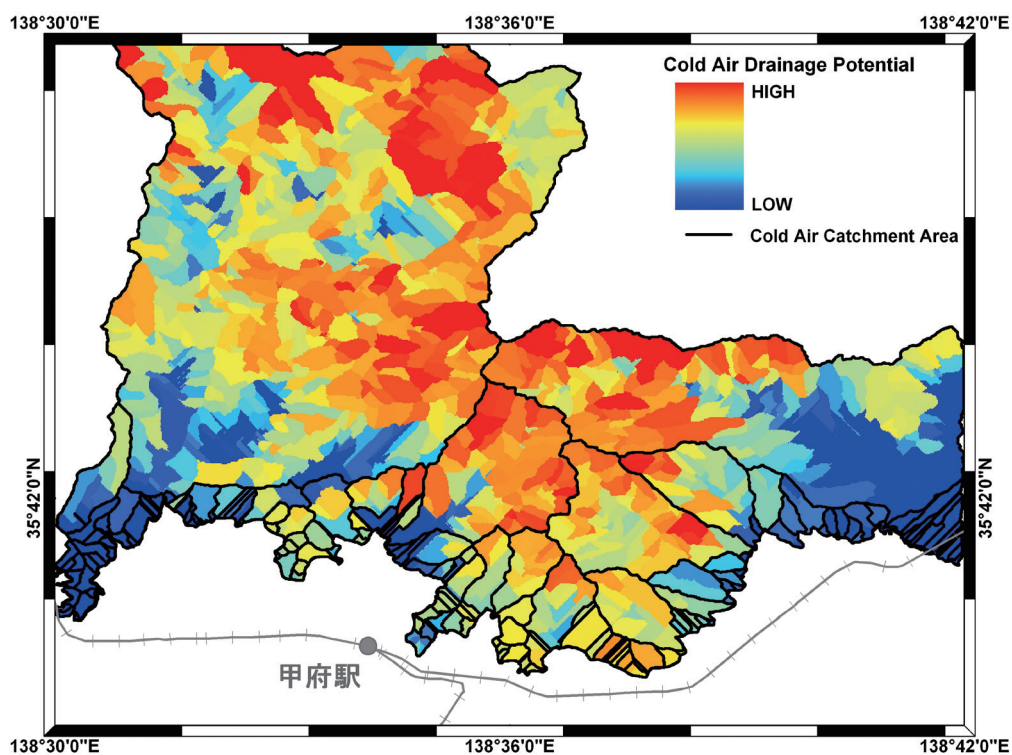 138°30'0"E 138°36'0"E 138°42'0"E
Cold Air Drainage Potential
HIGH
LOW
Cold Air Catchment Area
35°42'0"N 35°42'0"N
甲府駅
138°30'0"E 138°36'0"E 138°42'0"E